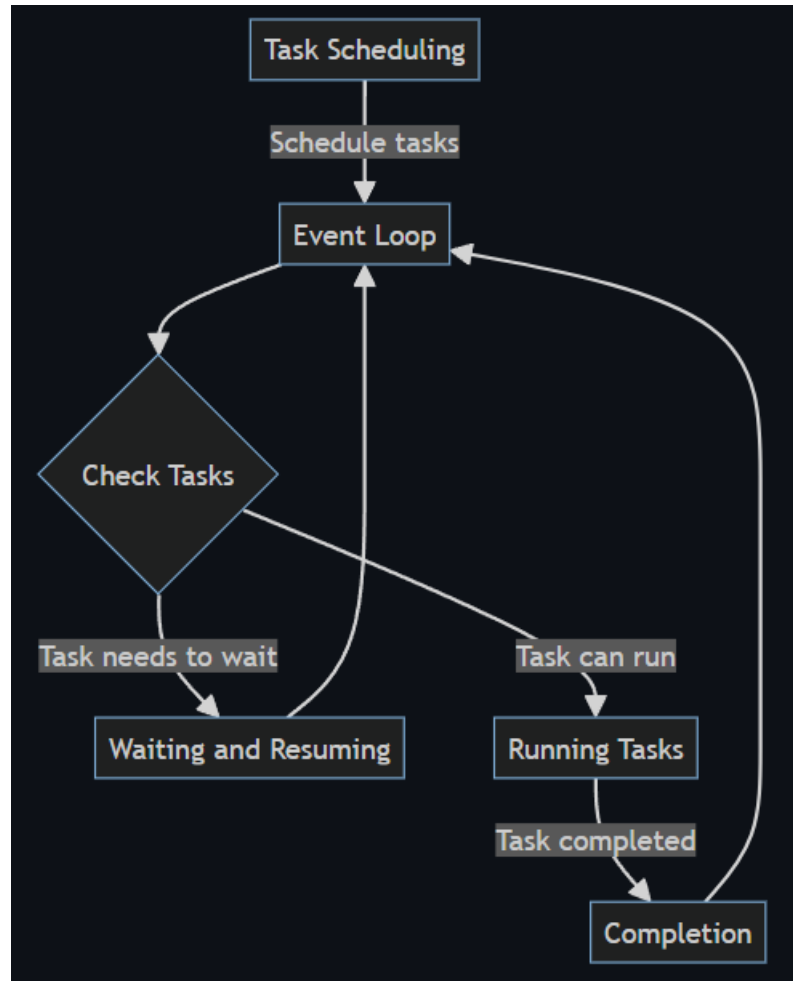 Task Scheduling
Schedule tasks
Event Loop
Check Tasks
Task needs to wait
Task can run
Waiting and Resuming
Running Tasks
Task completed
Completion